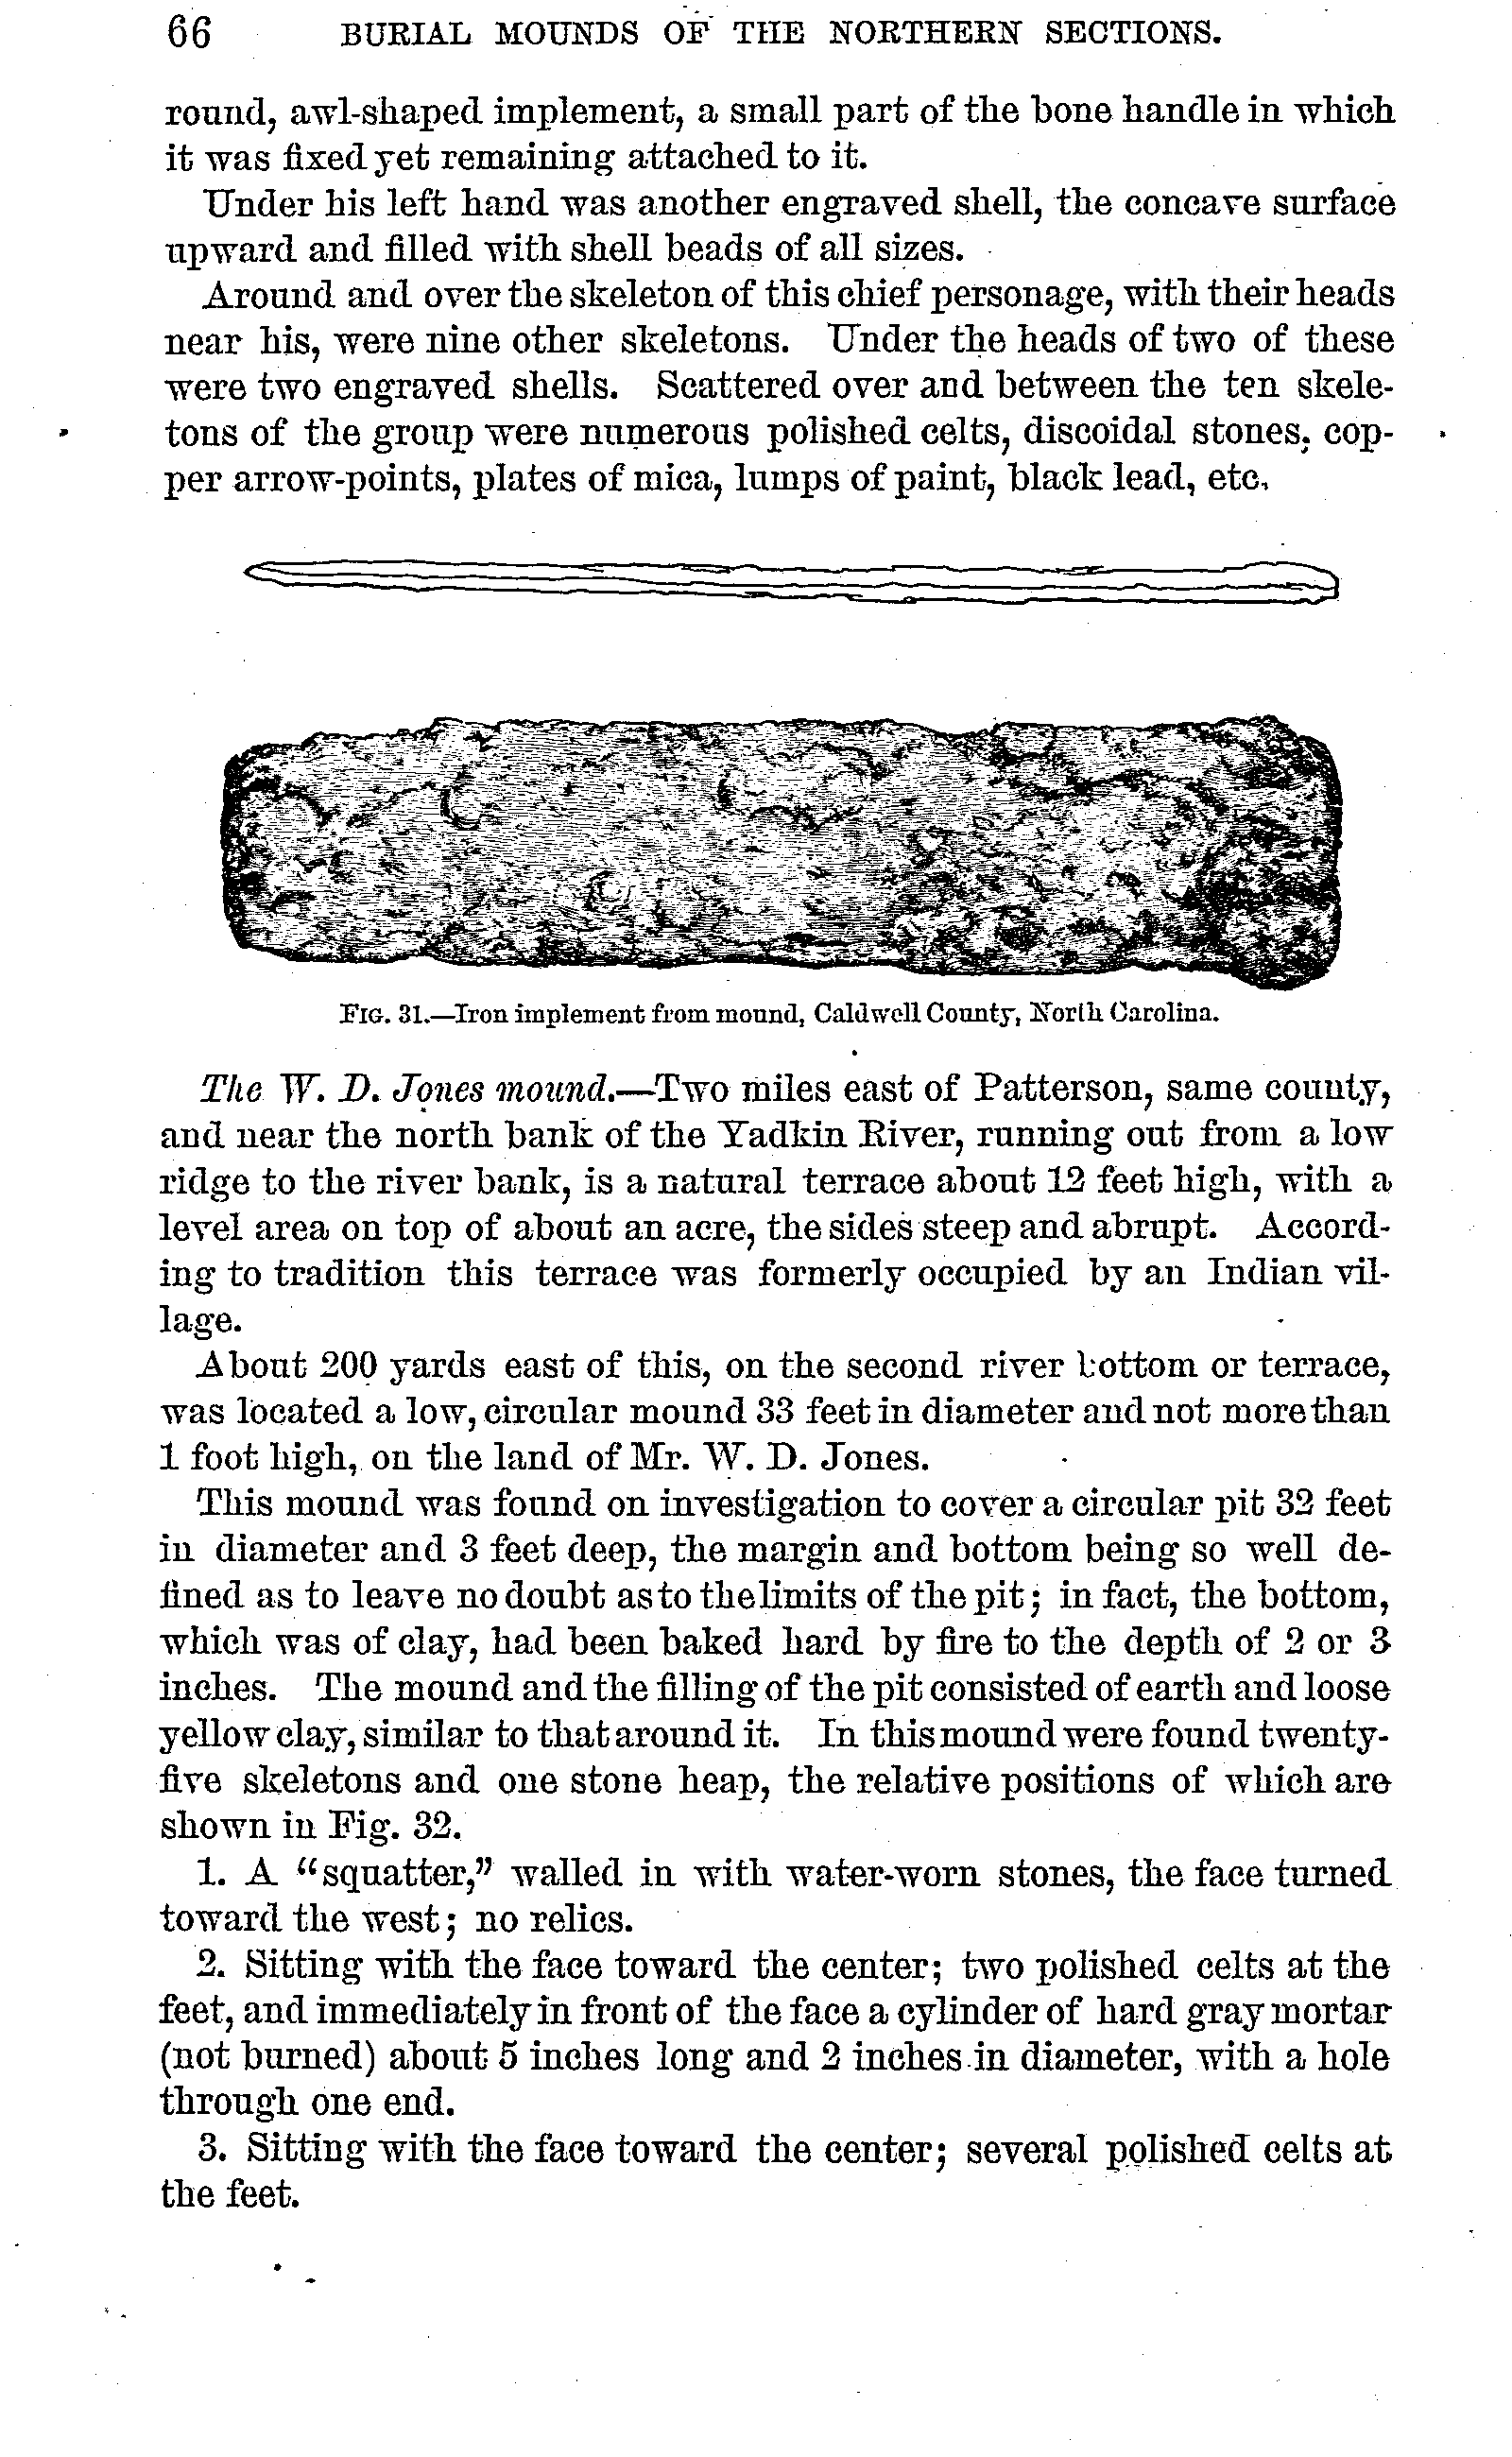 66 BURIAL MOUNDS OF THE NORTHERN SECTIONS.
round, awl-shaped implement, a small part of the bone handle in which
it was fixed yet remaining attached to it.
Under his left hand was another engraved shell, the concave surface
upward and filled with shell beads of all sizes.
Around and over the skeleton of this chief personage, with their heads
near his, were nine other skeletons. Under the heads of two of these
were two engraved shells. Scattered over and between the ten skele-
tons of the group were numerous polished celts, discoidal stones, cop-
per arrow-points, plates of mica, lumps of paint, black lead, etc.
FIG. 31.—Iron implement from mound, Caldwell County, North Carolina.
The W. D. Jones mound.—Two miles east of Patterson, same county,
and near the north bank of the Yadkin River, running out from a low
ridge to the river bank, is a natural terrace about 12 feet high, with a
level area on top of about an acre, the sides steep and abrupt. Accord-
ing to tradition this terrace was formerly occupied by an Indian vil-
lage.
About 200 yards east of this, on the second river bottom or terrace,
was located a low, circular mound 33 feet in diameter and not more than
1 foot high, on the land of Mr. W. D. Jones.
This mound was found on investigation to cover a circular pit 32 feet
in diameter and 3 feet deep, the margin and bottom being so well de-
fined as to leave no doubt as to the limits of the pit; in fact, the bottom,
which was of clay, had been baked hard by fire to the depth of 2 or 3
inches. The mound and the filling of the pit consisted of earth and loose
yellow clay, similar to that around it. In this mound were found twenty-
five skeletons and one stone heap, the relative positions of which are
shown in Fig. 32.
1. A "squatter," walled in with water-worn stones, the face turned
toward the west; no relics.
2. Sitting with the face toward the center; two polished celts at the
feet, and immediately in front of the face a cylinder of hard gray mortar
(not burned) about 5 inches long and 2 inches in diameter, with a hole
through one end.
3. Sitting with the face toward the center; several polished celts at
the feet.